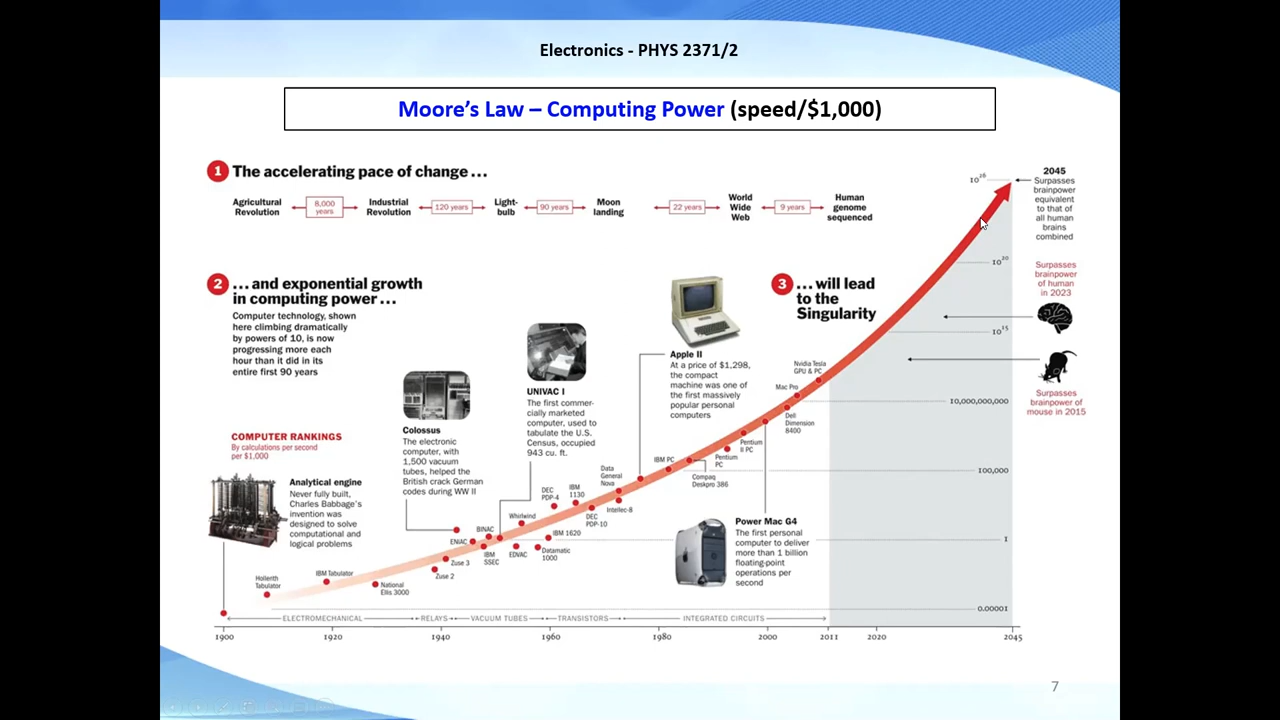 Electronics - PHYS 2371/2
Moore's Law – Computing Power (speed/$1,000)
1 The accelerating pace of change...
Agricultural
Revolution
8,000
years
Industrial
Revolution
120 years
Light-
bulb
90 years
Moon
landing
22 years
World
Wide
Web
9 years
Human
genome
sequenced
2 ...and exponential growth
in computing power...
Computer technology, shown
here climbing dramatically
by powers of 10, is now
progressing more each
hour than it did in its
entire first 90 years
3 ...will lead
to the
Singularity
2045
Surpasses
brainpower
equivalent
to that of
all human
brains
combined
Surpasses
brainpower
of human
in 2023
Surpasses
brainpower of
mouse in 2015
COMPUTER RANKINGS
By calculations per second
per $1,000
Analytical engine
Never fully built,
Charles Babbage's
invention was
designed to solve
computational and
logical problems
Colossus
The electronic
computer, with
1,500 vacuum
tubes, helped the
British crack German
codes during WW II
UNIVAC I
The first commer-
cially marketed
computer, used to
tabulate the U.S.
Census, occupied
943 cu. ft.
Apple II
At a price of $1,298,
the compact
machine was one of
the first massively
popular personal
computers
Power Mac G4
The first personal
computer to deliver
more than 1 billion
floating-point
operations per
second
Hollerith
Tabulator
IBM Tabulator
National
Ellis 3000
Zuse 2
Zuse 3
ENIAC
BINAC
IBM
SSEC
Whirlwind
EDVAC
DEC
PDP-4
IBM
1130
IBM 1620
Datamatic
1000
DEC
PDP-10
Data
General
Nova
Intellec-8
IBM PC
Compaq
Deskpro 386
Pentium
PC
Pentium
II PC
Dell
Dimension
8400
Mac Pro
Nvidia Tesla
GPU & PC
10²⁶
10²⁰
10¹⁵
10,000,000,000
100,000
1
0.00001
ELECTROMECHANICAL
RELAYS
VACUUM TUBES
TRANSISTORS
INTEGRATED CIRCUITS
1900
1920
1940
1960
1980
2000
2011
2020
2045
7